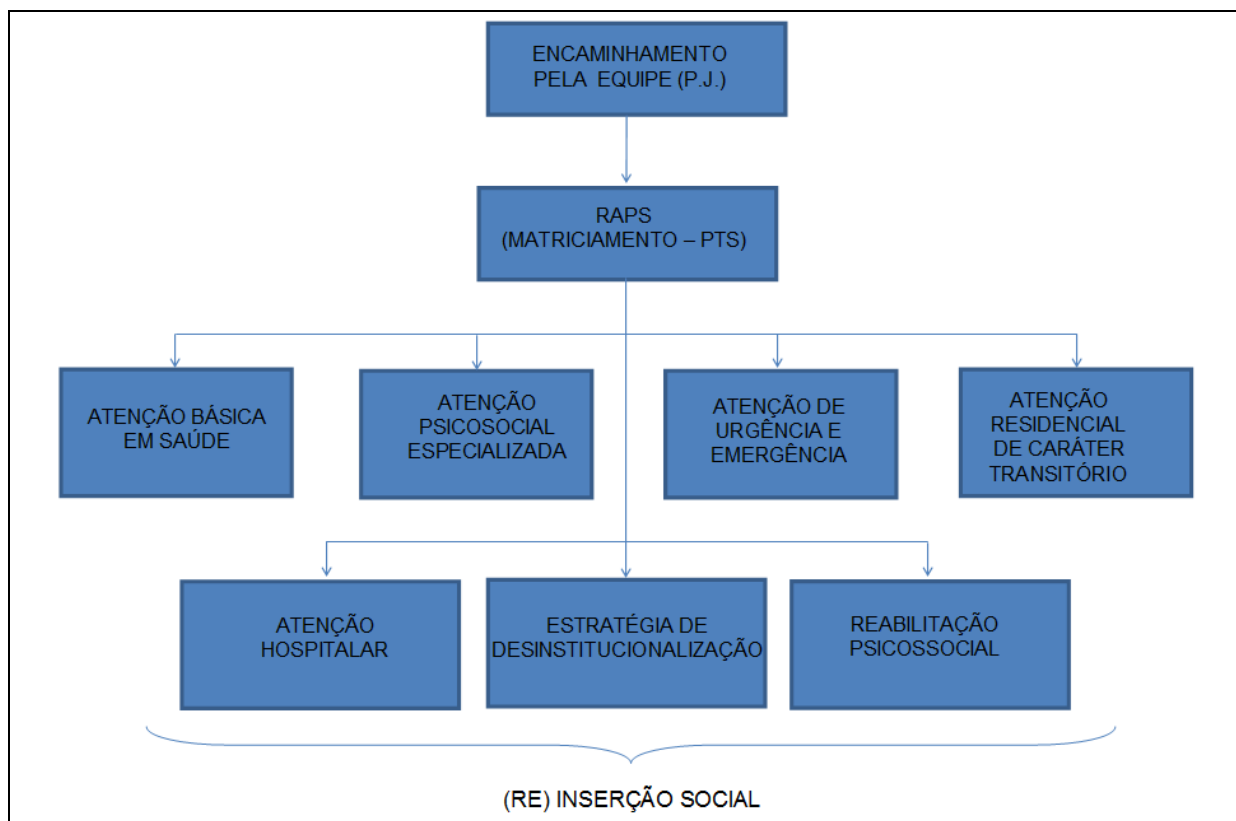 ENCAMINHAMENTO
PELA EQUIPE (P.J.)
RAPS
(MATRICIAMENTO – PTS)
ATENÇÃO BÁSICA
EM SAÚDE
ATENÇÃO
PSICOSOCIAL
ESPECIALIZADA
ATENÇÃO DE
URGÊNCIA E
EMERGÊNCIA
ATENÇÃO
RESIDENCIAL
DE CARÁTER
TRANSITÓRIO
ATENÇÃO
HOSPITALAR
ESTRATÉGIA DE
DESINSTITUCIONALIZAÇÃO
REABILITAÇÃO
PSICOSSOCIAL
(RE) INSERÇÃO SOCIAL